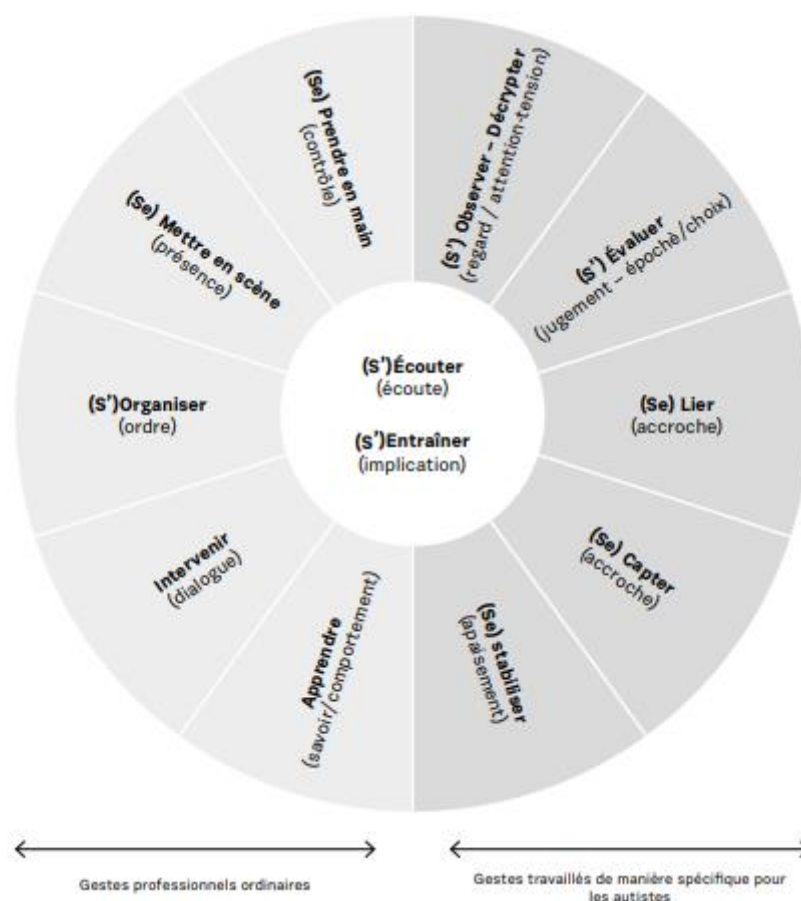 (Se) Prendre en main
(contrôle)
(S’) Observer – Décrypter
(regard / attention-tension)
(Se) Mettre en scène
(présence)
(S’) Évaluer
(jugement – épochè/choix)
(S’)Écouter
(écoute)
(S’)Organiser
(ordre)
(Se) Lier
(accroche)
(S’)Entraîner
(implication)
Intervenir
(dialogue)
(Se) Capter
(accroche)
Apprendre
(savoir/comportement)
(Se) stabiliser
(apaisement)
Gestes professionnels ordinaires
Gestes travaillés de manière spécifique pour
les autistes